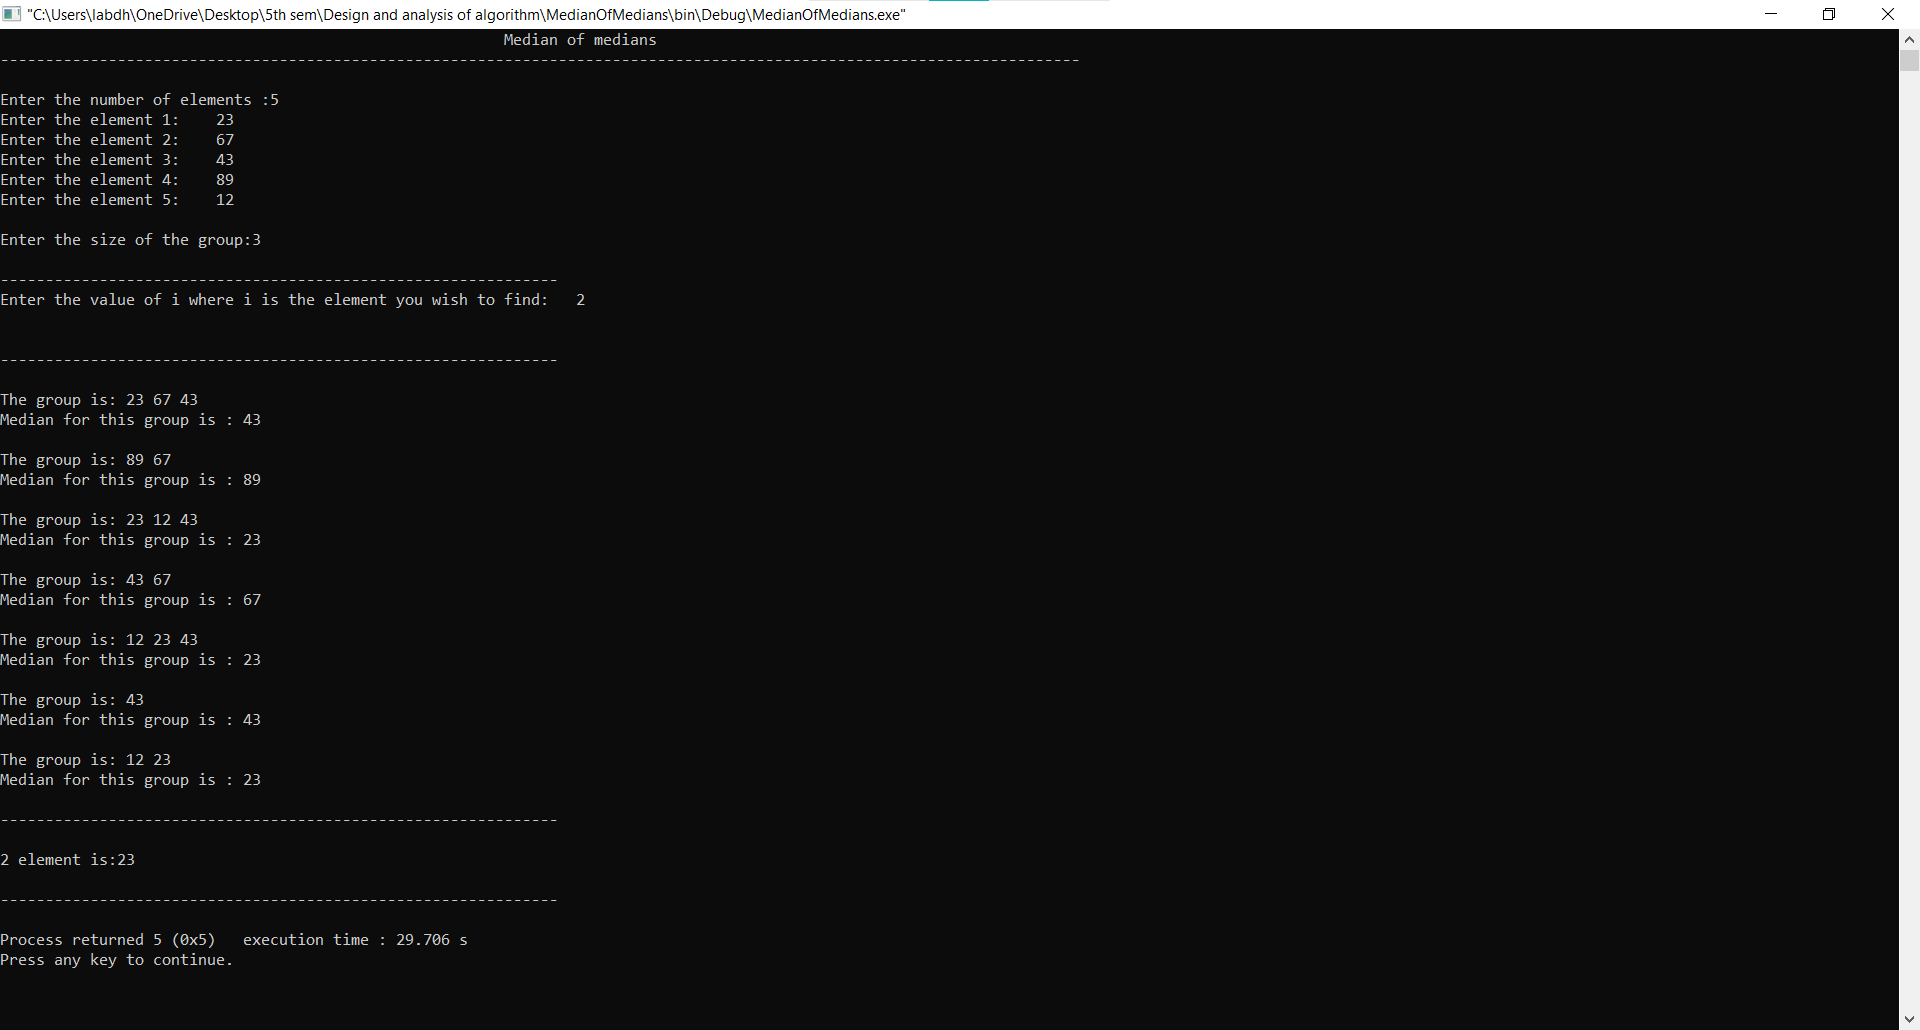 "C:\Users\labdh\OneDrive\Desktop\5th sem\Design and analysis of algorithm\MedianOfMedians\bin\Debug\MedianOfMedians.exe"
Median of medians
------------------------------------------------------------------------------------------------------------------------
Enter the number of elements :5
Enter the element 1:    23
Enter the element 2:    67
Enter the element 3:    43
Enter the element 4:    89
Enter the element 5:    12
Enter the size of the group:3
--------------------------------------------------------------
Enter the value of i where i is the element you wish to find:   2
--------------------------------------------------------------
The group is: 23 67 43
Median for this group is : 43
The group is: 89 67
Median for this group is : 89
The group is: 23 12 43
Median for this group is : 23
The group is: 43 67
Median for this group is : 67
The group is: 12 23 43
Median for this group is : 23
The group is: 43
Median for this group is : 43
The group is: 12 23
Median for this group is : 23
--------------------------------------------------------------
2 element is:23
--------------------------------------------------------------
Process returned 5 (0x5)   execution time : 29.706 s
Press any key to continue.